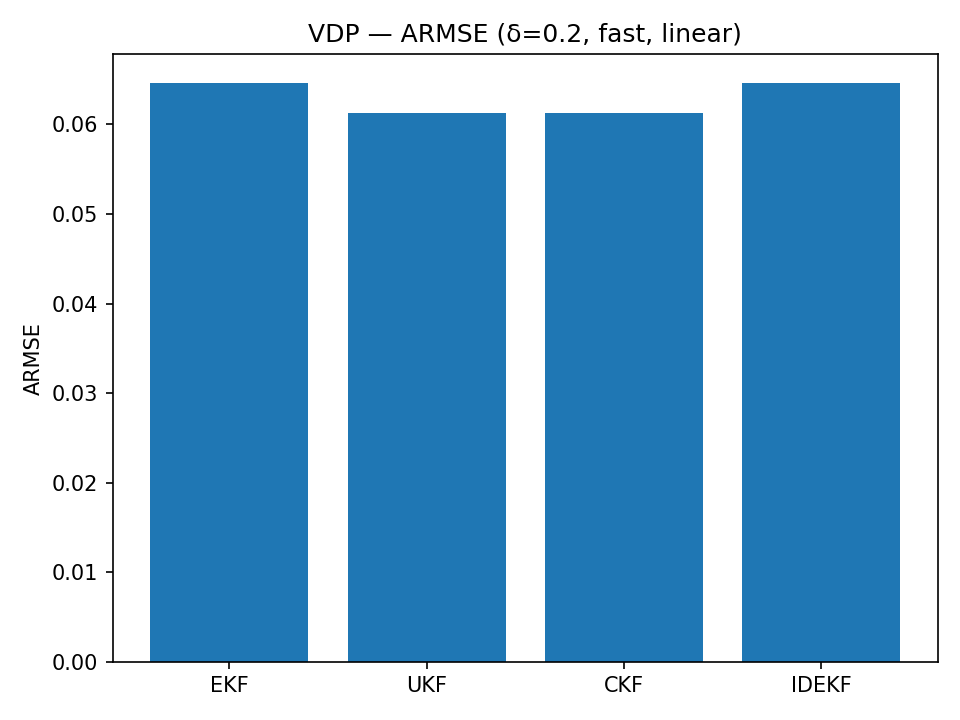 VDP — ARMSE (δ=0.2, fast, linear)
ARMSE
0.06
0.05
0.04
0.03
0.02
0.01
0.00
EKF UKF CKF IDEKF